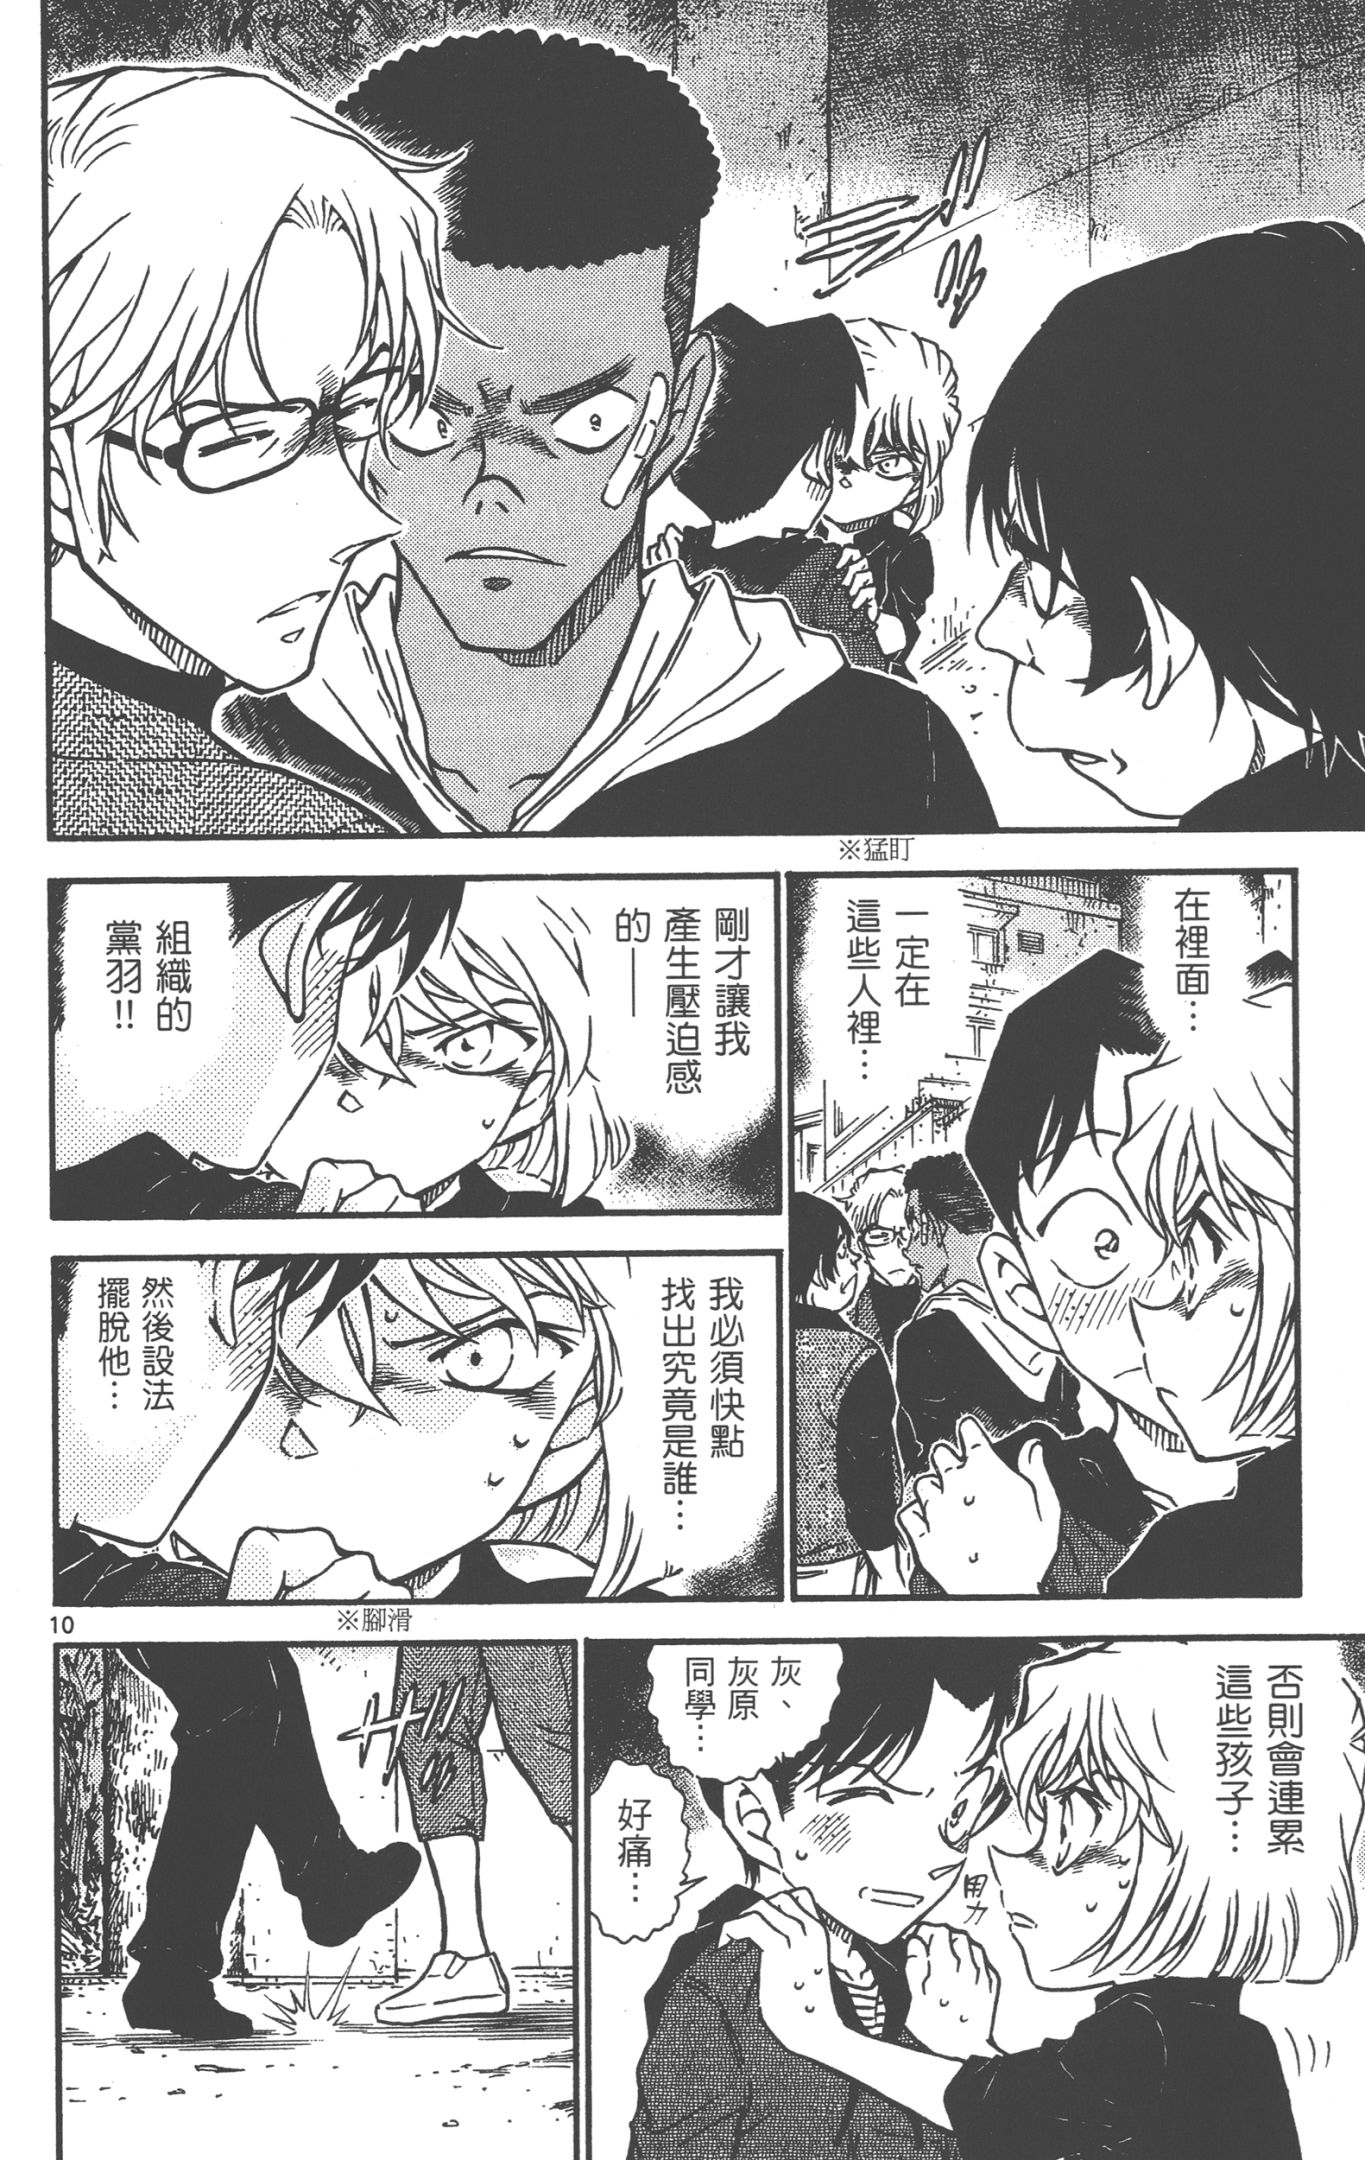 ※猛盯
在裡面…
一定在
這些人裡…
剛才讓我
產生壓迫感
的——
組織的
黨羽!!
我必須快點
找出究竟是誰…
然後設法
擺脫他…
10
否則會連累
這些孩子…
灰、
灰原
同學…
用力
好痛…
※腳滑